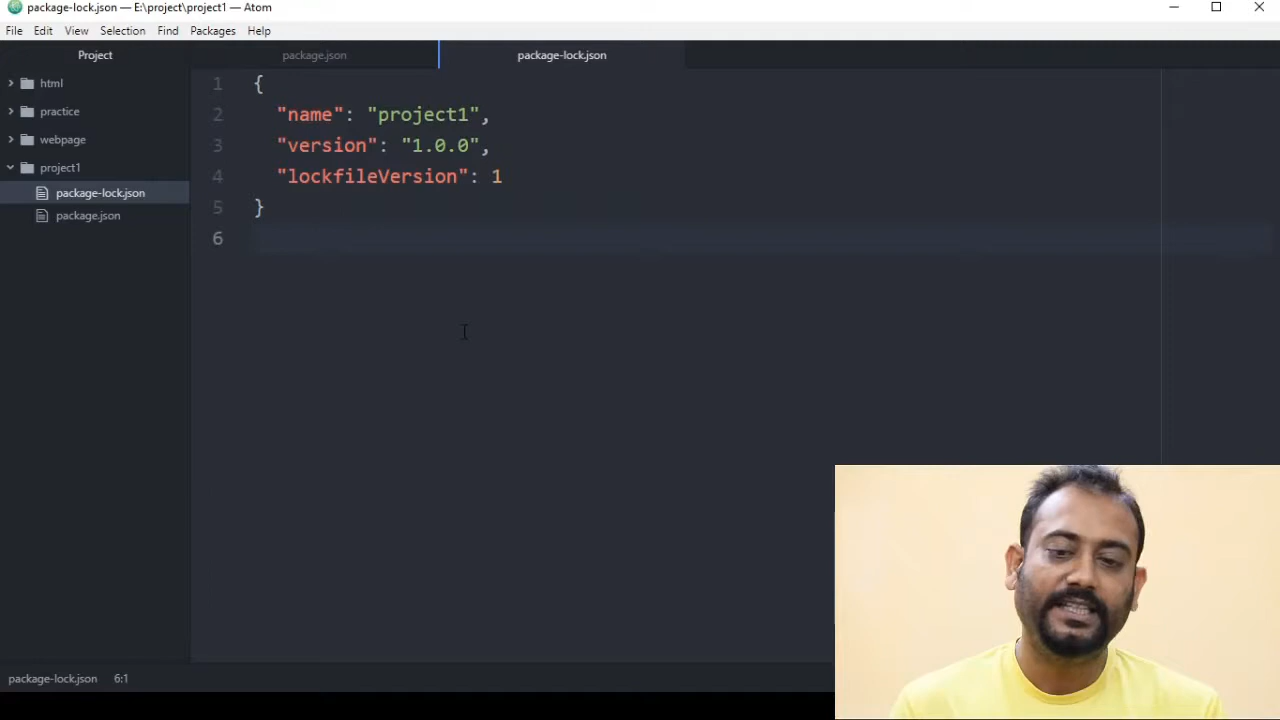 package-lock.json — E:\project\project1 — Atom
File Edit View Selection Find Packages Help
Project
package.json
package-lock.json
html
practice
webpage
project1
package-lock.json
package.json
1 {
2 "name": "project1",
3 "version": "1.0.0",
4 "lockfileVersion": 1
5 }
6
package-lock.json 6:1